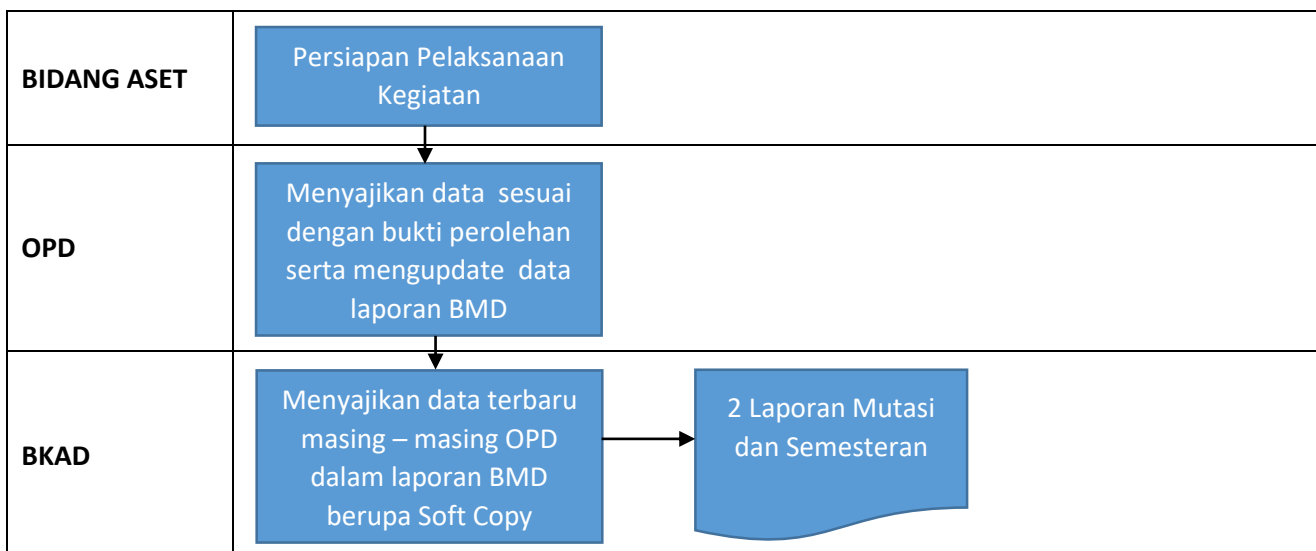 BIDANG ASET
Persiapan Pelaksanaan
Kegiatan
OPD
Menyajikan data sesuai
dengan bukti perolehan
serta mengupdate data
laporan BMD
BKAD
Menyajikan data terbaru
masing – masing OPD
dalam laporan BMD
berupa Soft Copy
2 Laporan Mutasi
dan Semesteran